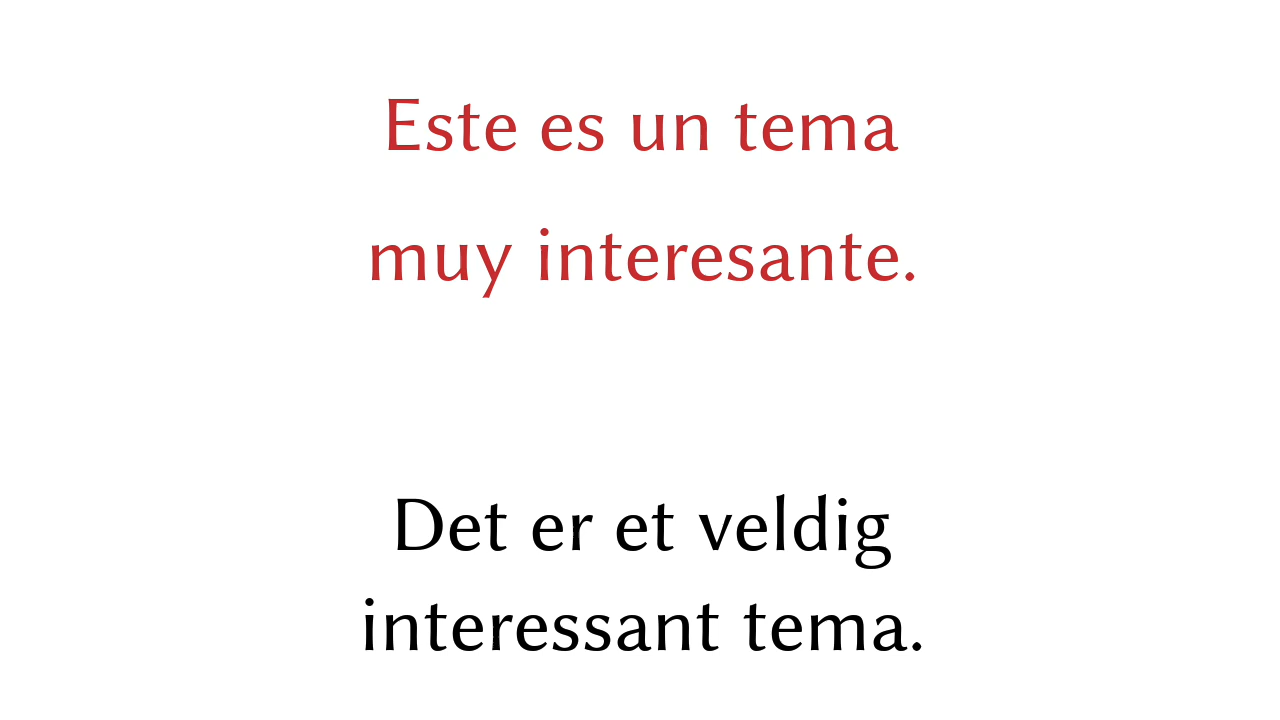 Este es un tema
muy interesante.
Det er et veldig
interessant tema.